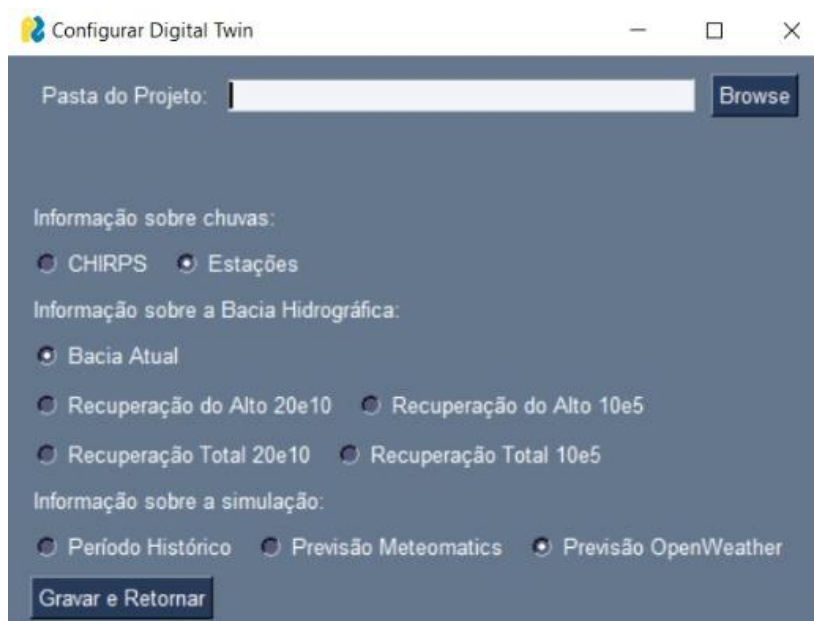 Configurar Digital Twin
Pasta do Projeto: Browse
Informação sobre chuvas:
CHIRPS Estações
Informação sobre a Bacia Hidrográfica:
Bacia Atual
Recuperação do Alto 20e10 Recuperação do Alto 10e5
Recuperação Total 20e10 Recuperação Total 10e5
Informação sobre a simulação:
Período Histórico Previsão Meteomatics Previsão OpenWeather
Gravar e Retornar